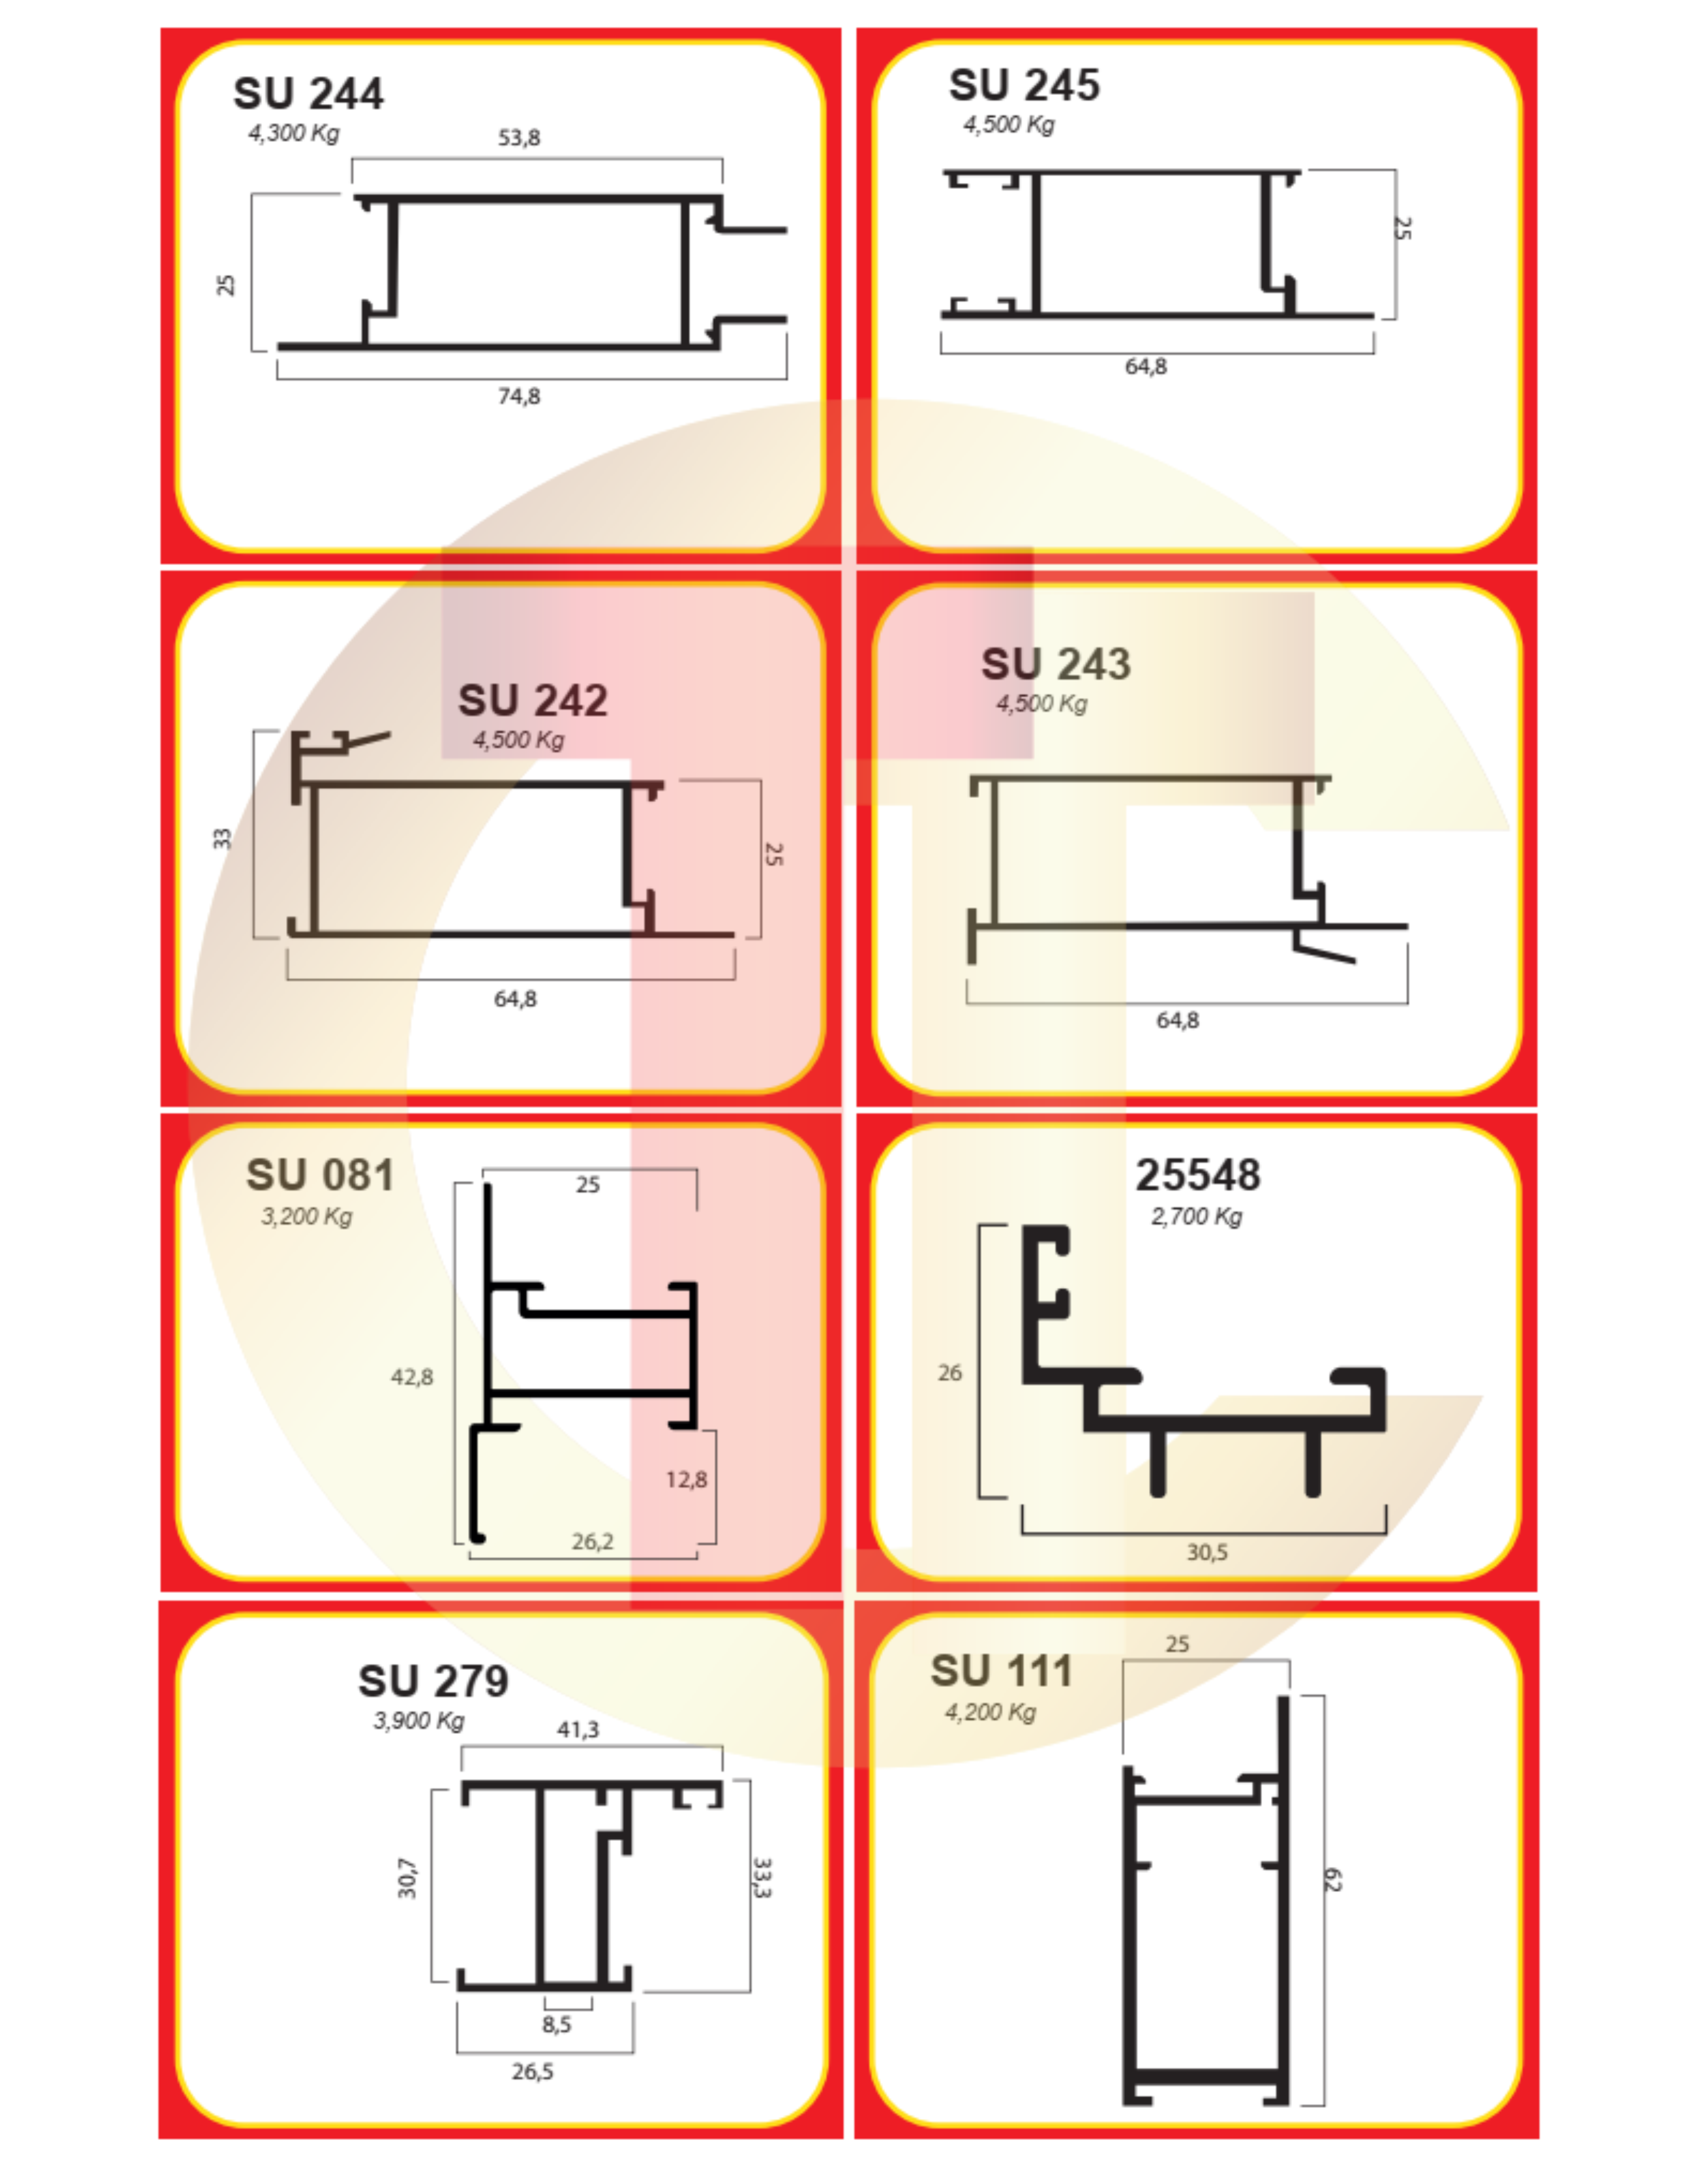 SU 244
4,300 Kg
53,8
25
74,8
SU 245
4,500 Kg
25
64,8
SU 242
4,500 Kg
33
25
64,8
SU 243
4,500 Kg
64,8
SU 081
3,200 Kg
25
42,8
12,8
26,2
25548
2,700 Kg
26
30,5
SU 279
3,900 Kg
41,3
30,7
33,3
8,5
26,5
SU 111
4,200 Kg
25
62